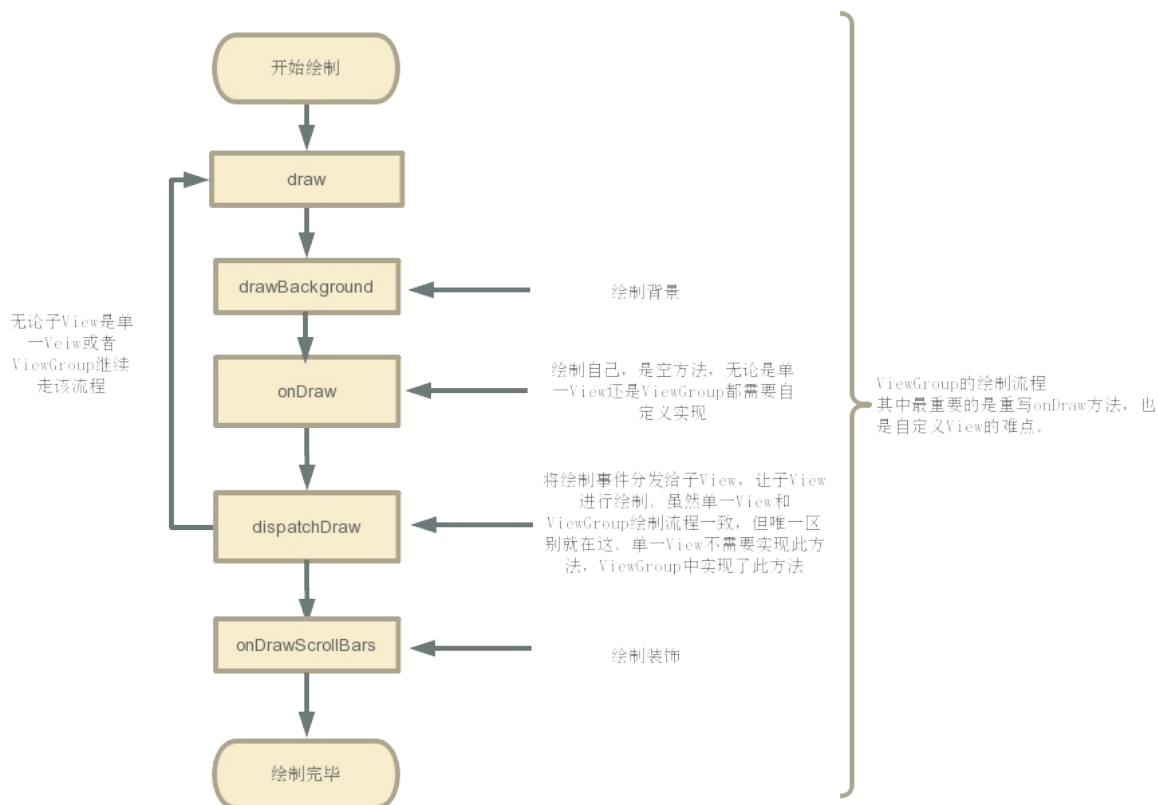 开始绘制
draw
drawBackground
绘制背景
无论子View是单
一Veiw或者
ViewGroup继续
走该流程
onDraw
绘制自己，是空方法，无论是单
一View还是ViewGroup都需要自
定义实现
ViewGroup的绘制流程
其中最重要的是重写onDraw方法，也
是自定义View的难点。
dispatchDraw
将绘制事件分发给子View，让子View
进行绘制。虽然单一View和
ViewGroup绘制流程一致，但唯一区
别就在这。单一View不需要实现此方
法，ViewGroup中实现了此方法
onDrawScrollBars
绘制装饰
绘制完毕